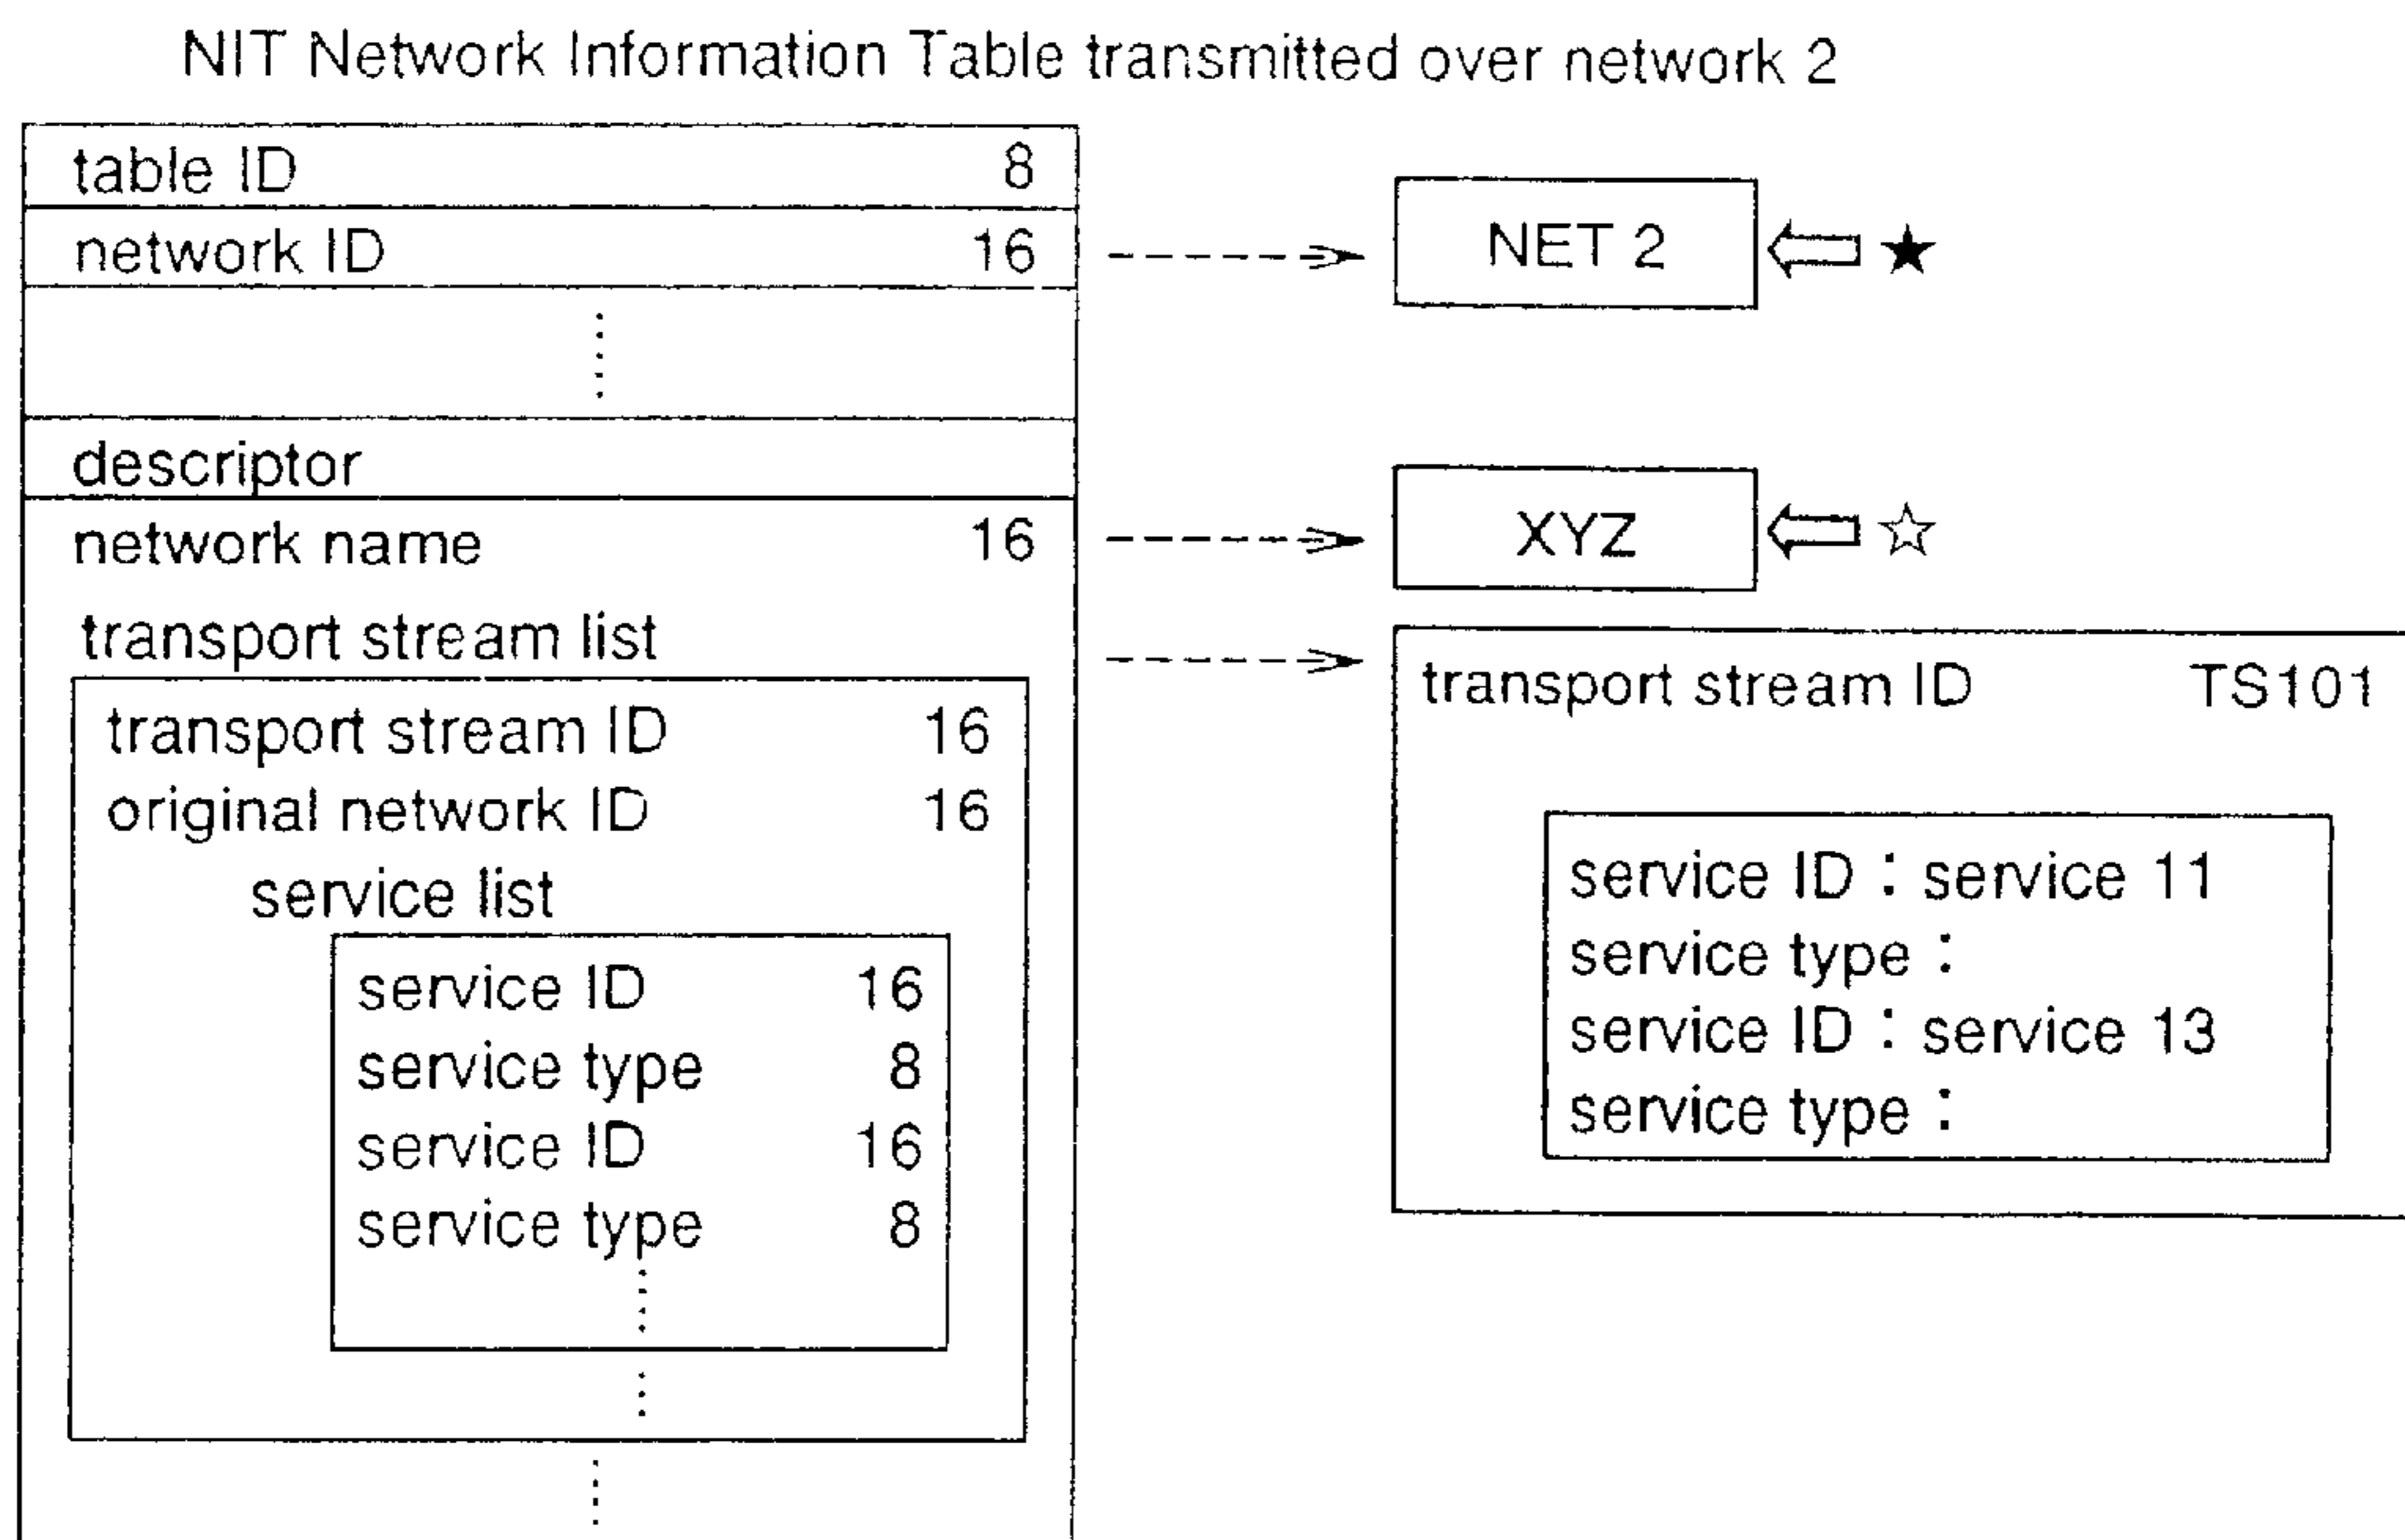 NIT Network Information Table transmitted over network 2
table ID 8
network ID 16
NET 2
descriptor
network name 16
XYZ
transport stream list
transport stream ID 16
original network ID 16
service list
service ID 16
service type 8
service ID 16
service type 8
transport stream ID TS101
service ID : service 11
service type :
service ID : service 13
service type :